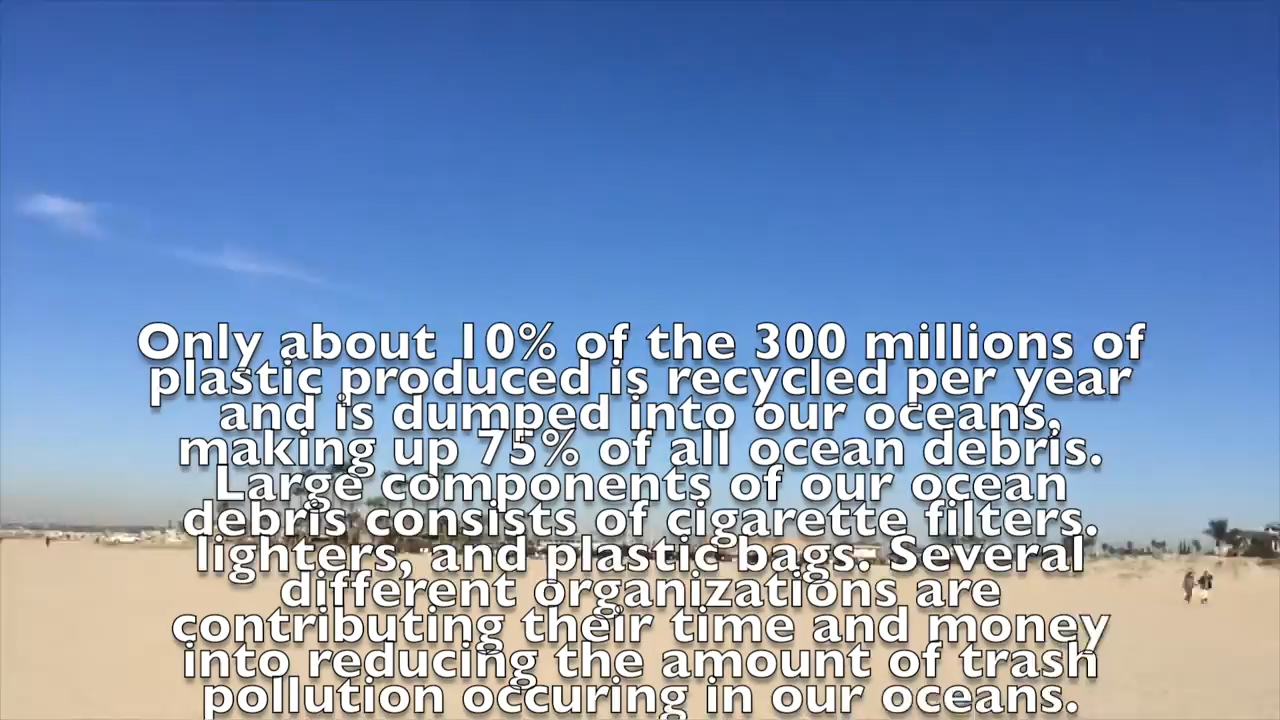 Only about 10% of the 300 millions of
plastic produced is recycled per year
and is dumped into our oceans,
making up 75% of all ocean debris.
Large components of our ocean
debris consists of cigarette filters.
lighters, and plastic bags. Several
different organizations are
contributing their time and money
into reducing the amount of trash
pollution occuring in our oceans.